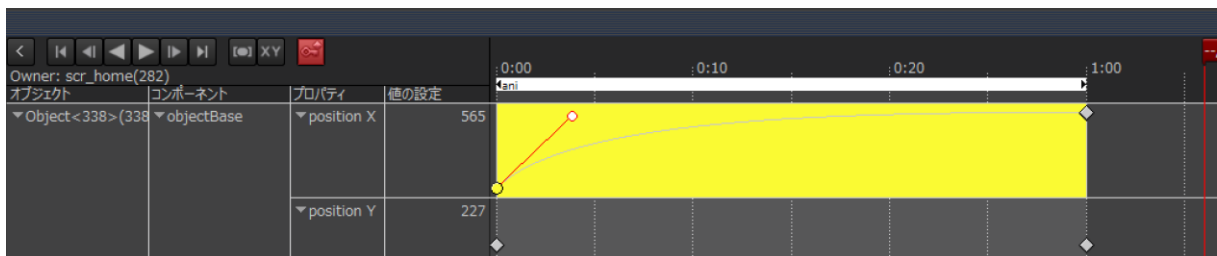 XY
Owner: scr_home(282)
0:00 0:10 0:20 1:00
ani
オブジェクト コンポーネント プロパティ 値の設定
Object<338>(338 objectBase position X 565
position Y 227